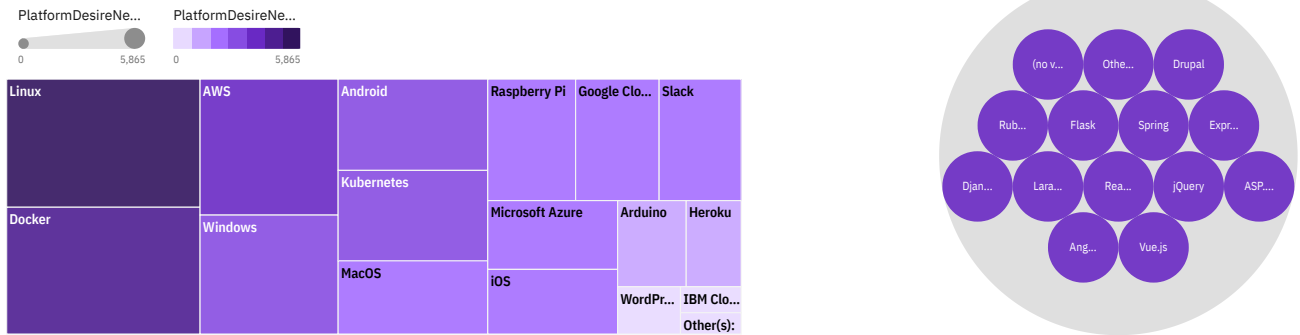 PlatformDesireNe...
0 5,865
PlatformDesireNe...
0 5,865
Linux
Docker
AWS
Windows
Android
Kubernetes
MacOS
Raspberry Pi
Google Clo...
Slack
Microsoft Azure
iOS
Arduino
Heroku
WordPr...
IBM Clo...
Other(s):
(no v...
Othe...
Drupal
Rub...
Flask
Spring
Expr...
Djan...
Lara...
Rea...
jQuery
ASP....
Ang...
Vue.js